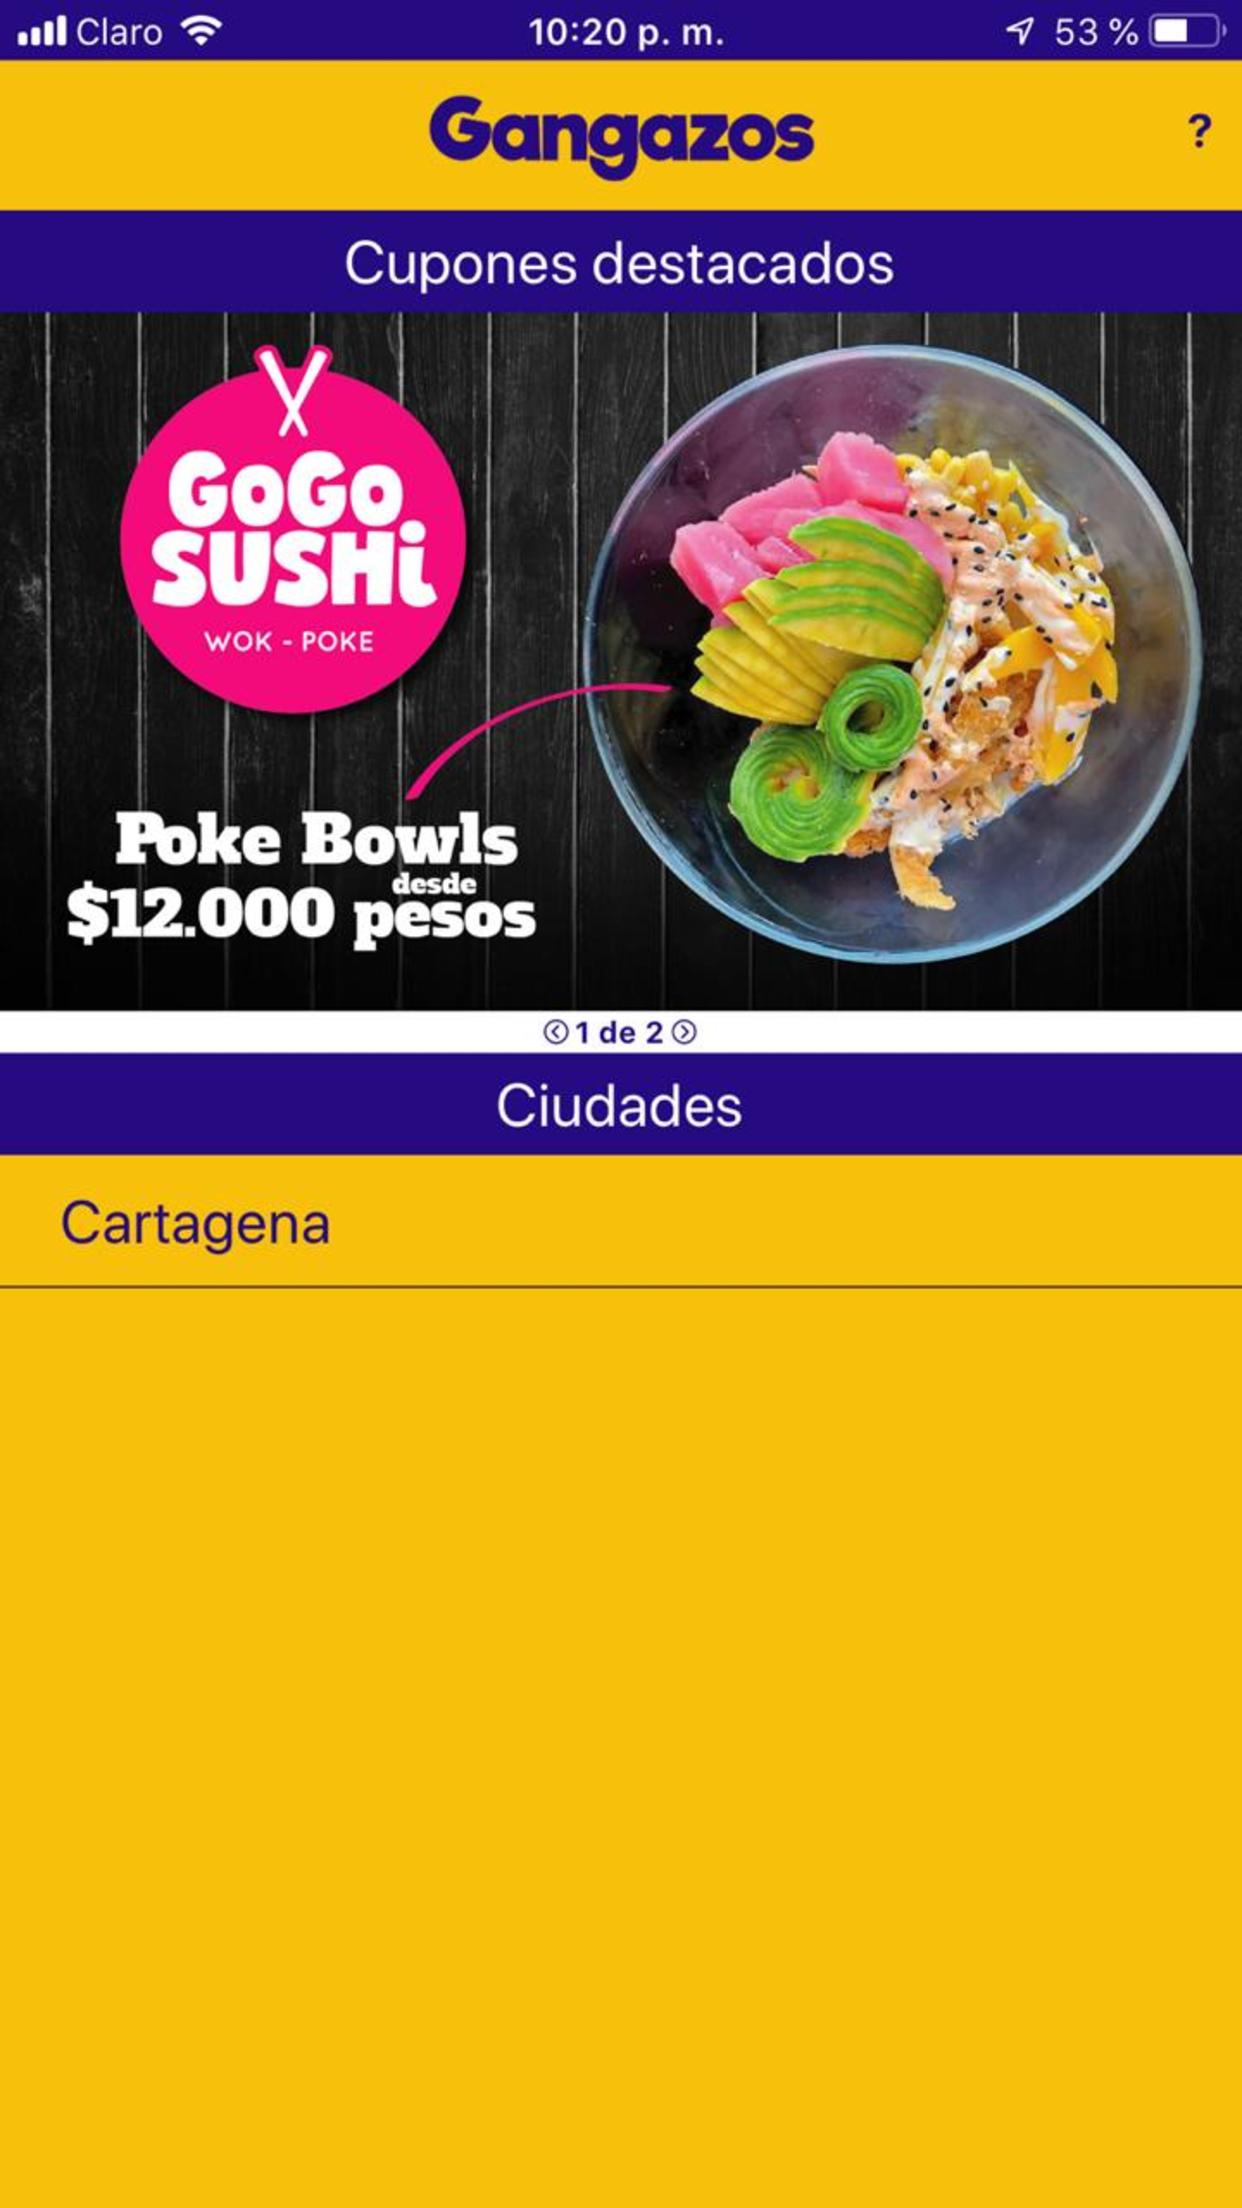 Claro
10:20 p. m.
53 %
Gangazos
?
Cupones destacados
GoGo
SUSHi
WOK - POKE
Poke Bowls
desde
$12.000 pesos
1 de 2
Ciudades
Cartagena